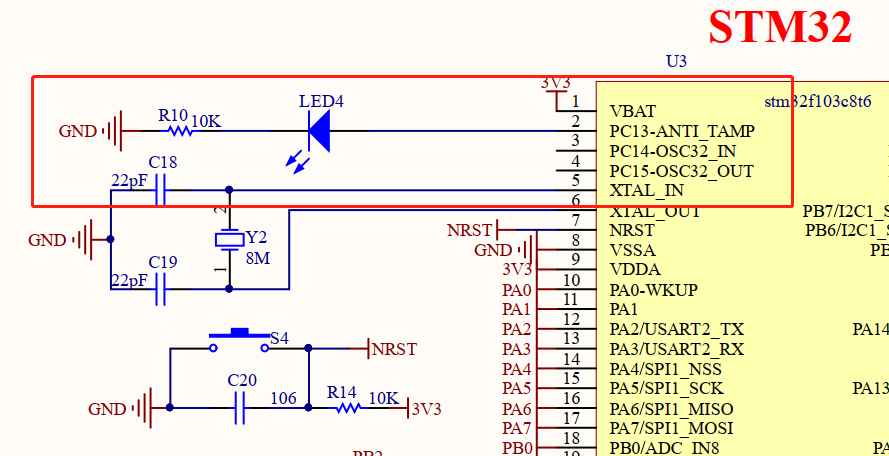 STM32
U3
3V3
stm32f103c8t6
LED4
R10 10K
GND
1 VBAT
2 PC13-ANTI_TAMP
3 PC14-OSC32_IN
4 PC15-OSC32_OUT
C18
22pF
5 XTAL_IN
6 XTAL_OUT
PB7/I2C1_S
2
Y2
8M
1
GND
C19
22pF
NRST 7 NRST
PB6/I2C1_S
GND 8 VSSA
PB
3V3 9 VDDA
PA0 10 PA0-WKUP
PA1 11 PA1
PA2 12 PA2/USART2_TX
PA14
PA3 13 PA3/USART2_RX
PA4 14 PA4/SPI1_NSS
PA5 15 PA5/SPI1_SCK
PA13
PA6 16 PA6/SPI1_MISO
PA7 17 PA7/SPI1_MOSI
PB0 18 PB0/ADC_IN8
PA
S4
NRST
C20
106
R14
10K
3V3
GND